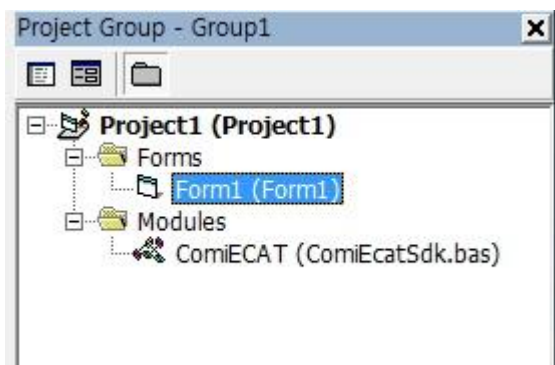 Project Group - Group1
Project1 (Project1)
Forms
Form1 (Form1)
Modules
ComiECAT (ComiEcatSdk.bas)